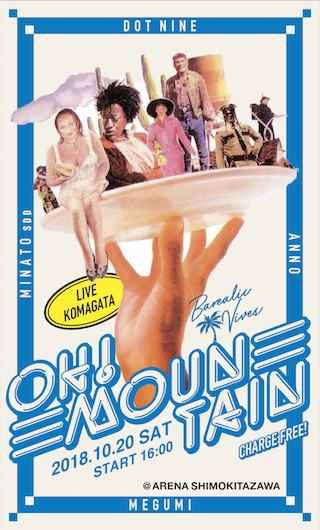 DOT NINE
MINATO SDD
ANNO
LIVE
KOMAGATA
Barealic
Vives
OH!
MOUN
TAIN
2018.10.20 SAT
START 16:00
CHARGE FREE!
@ARENA SHIMOKITAZAWA
MEGUMI